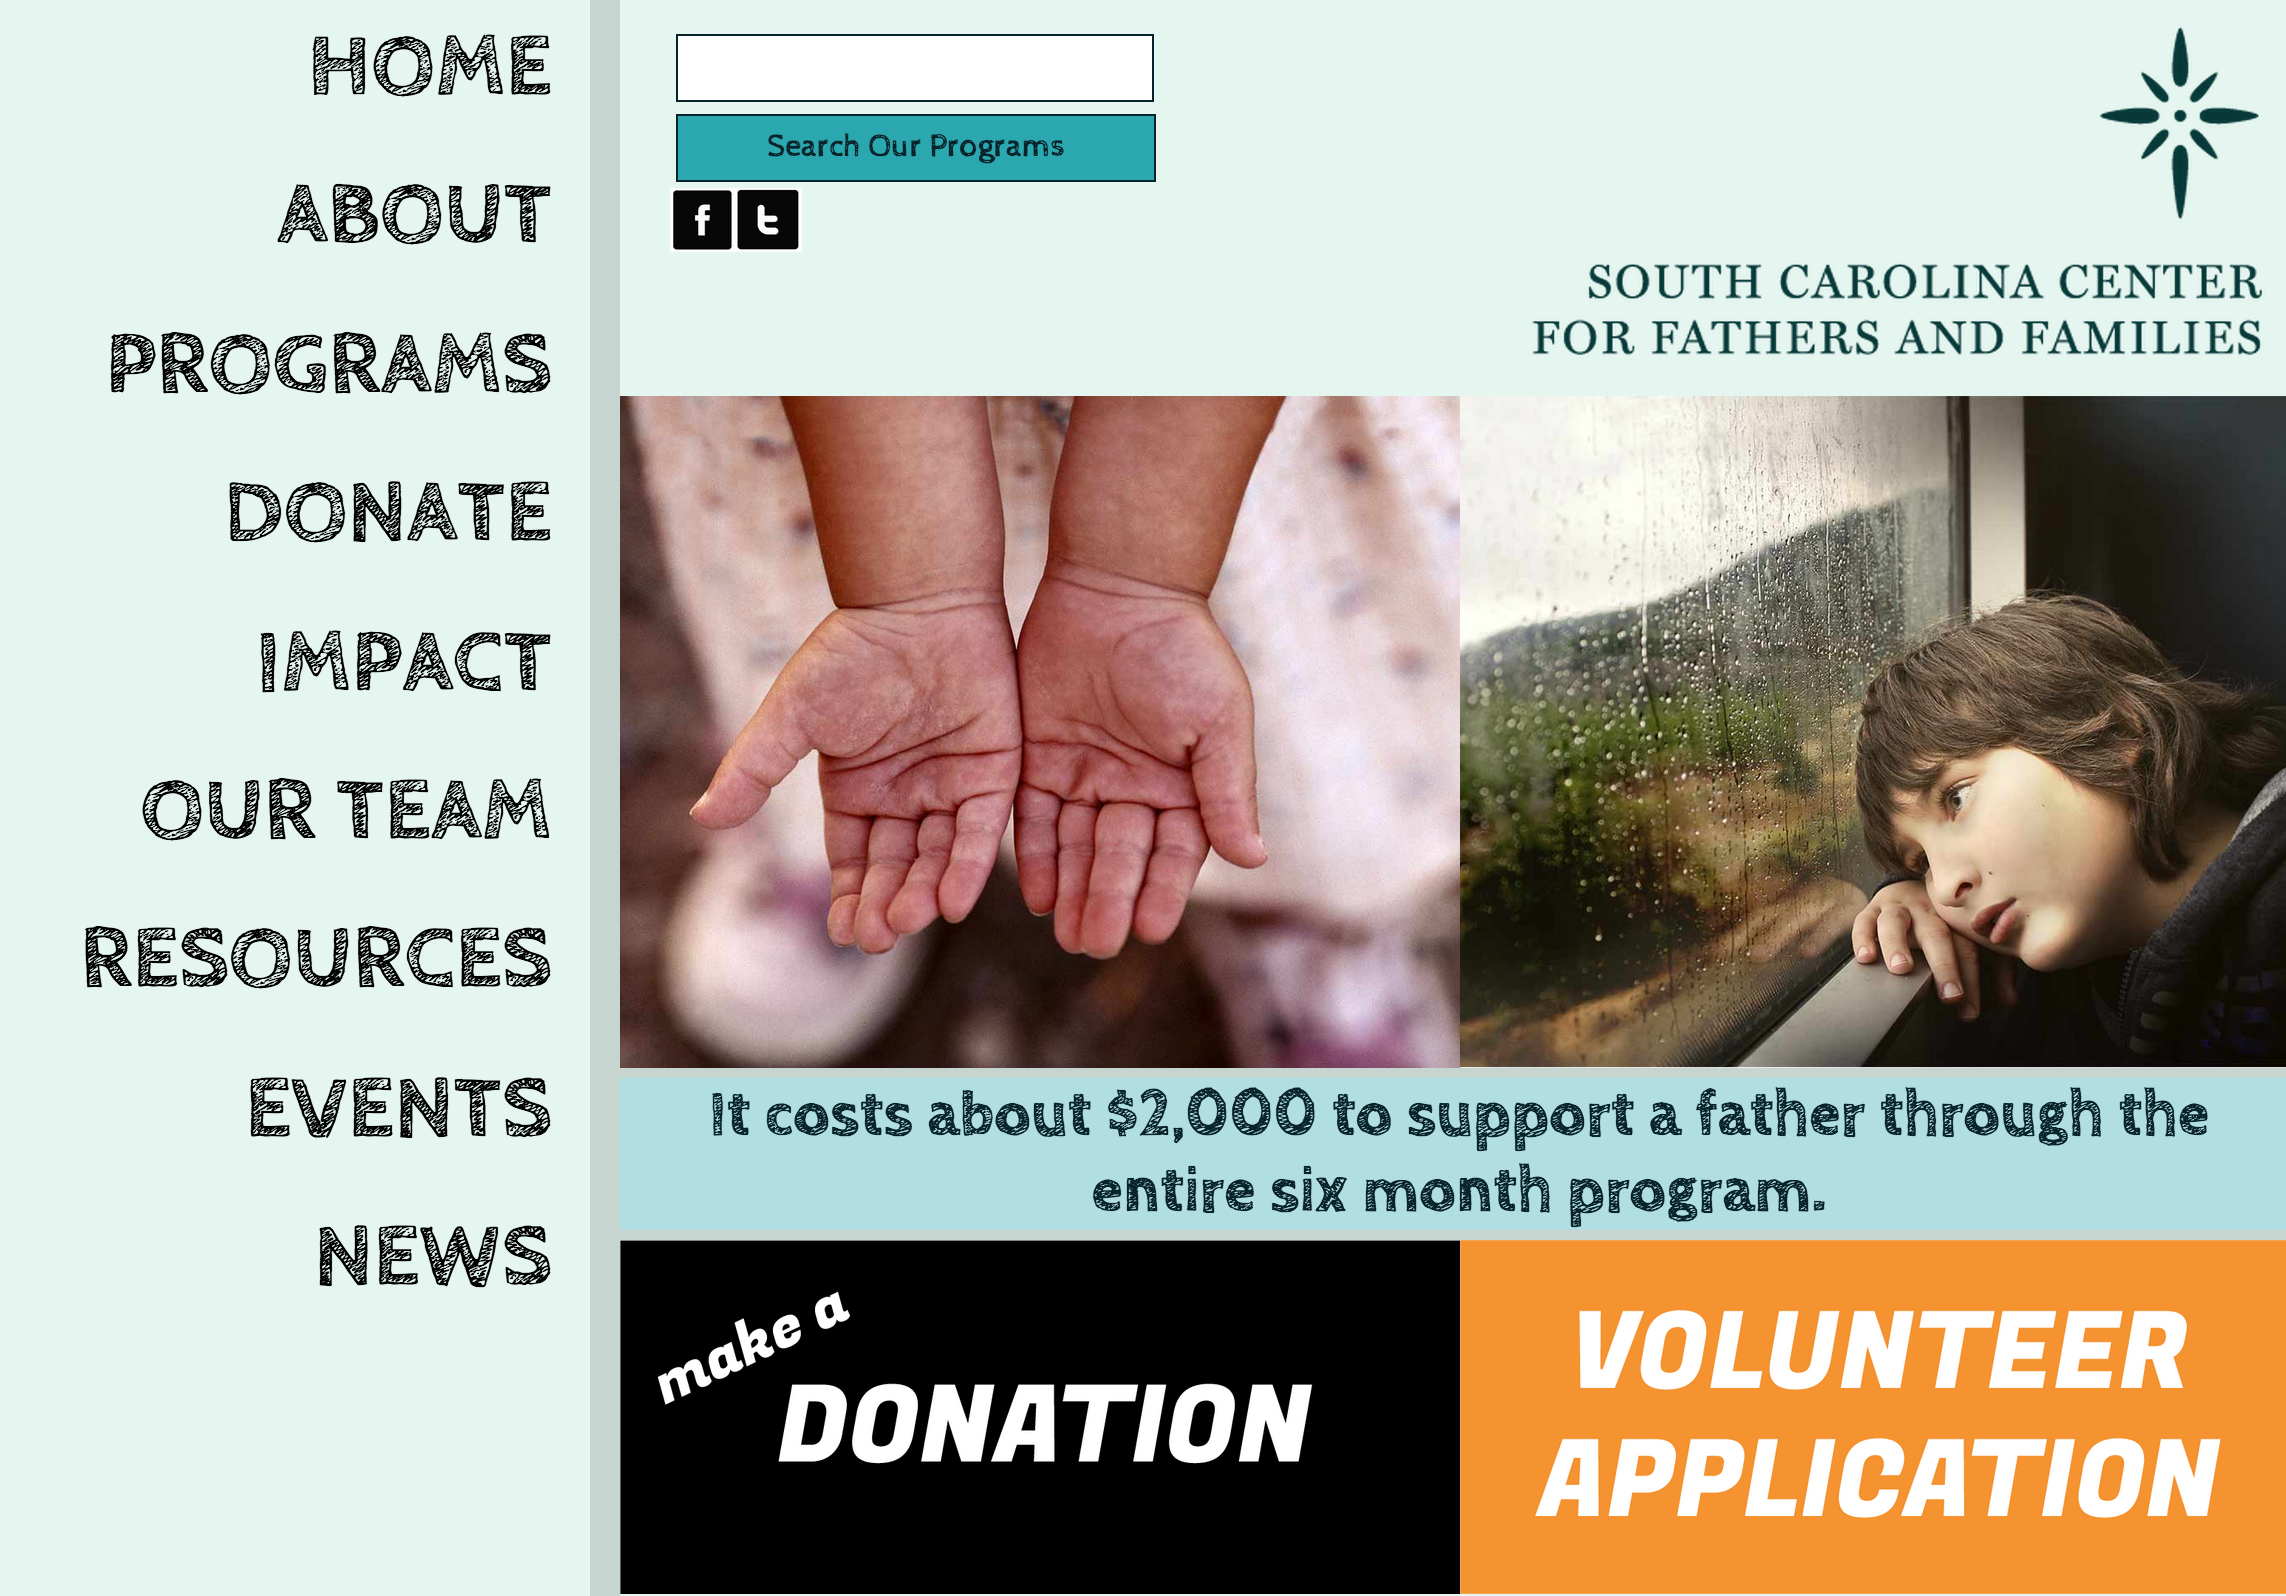 HOME
ABOUT
PROGRAMS
DONATE
IMPACT
OUR TEAM
RESOURCES
EVENTS
NEWS
Search Our Programs
f t
SOUTH CAROLINA CENTER
FOR FATHERS AND FAMILIES
It costs about $2,000 to support a father through the
entire six month program.
make a
DONATION
VOLUNTEER
APPLICATION